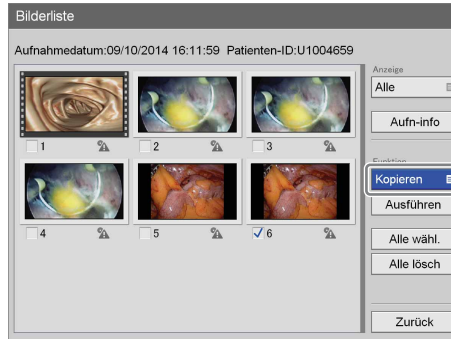 Bilderliste
Aufnahmedatum:09/10/2014 16:11:59 Patienten-ID:U1004659
Anzeige
Alle
Aufn-info
1
2
3
Funktion
Kopieren
Ausführen
4
5
6
Alle wähl.
Alle lösch
Zurück